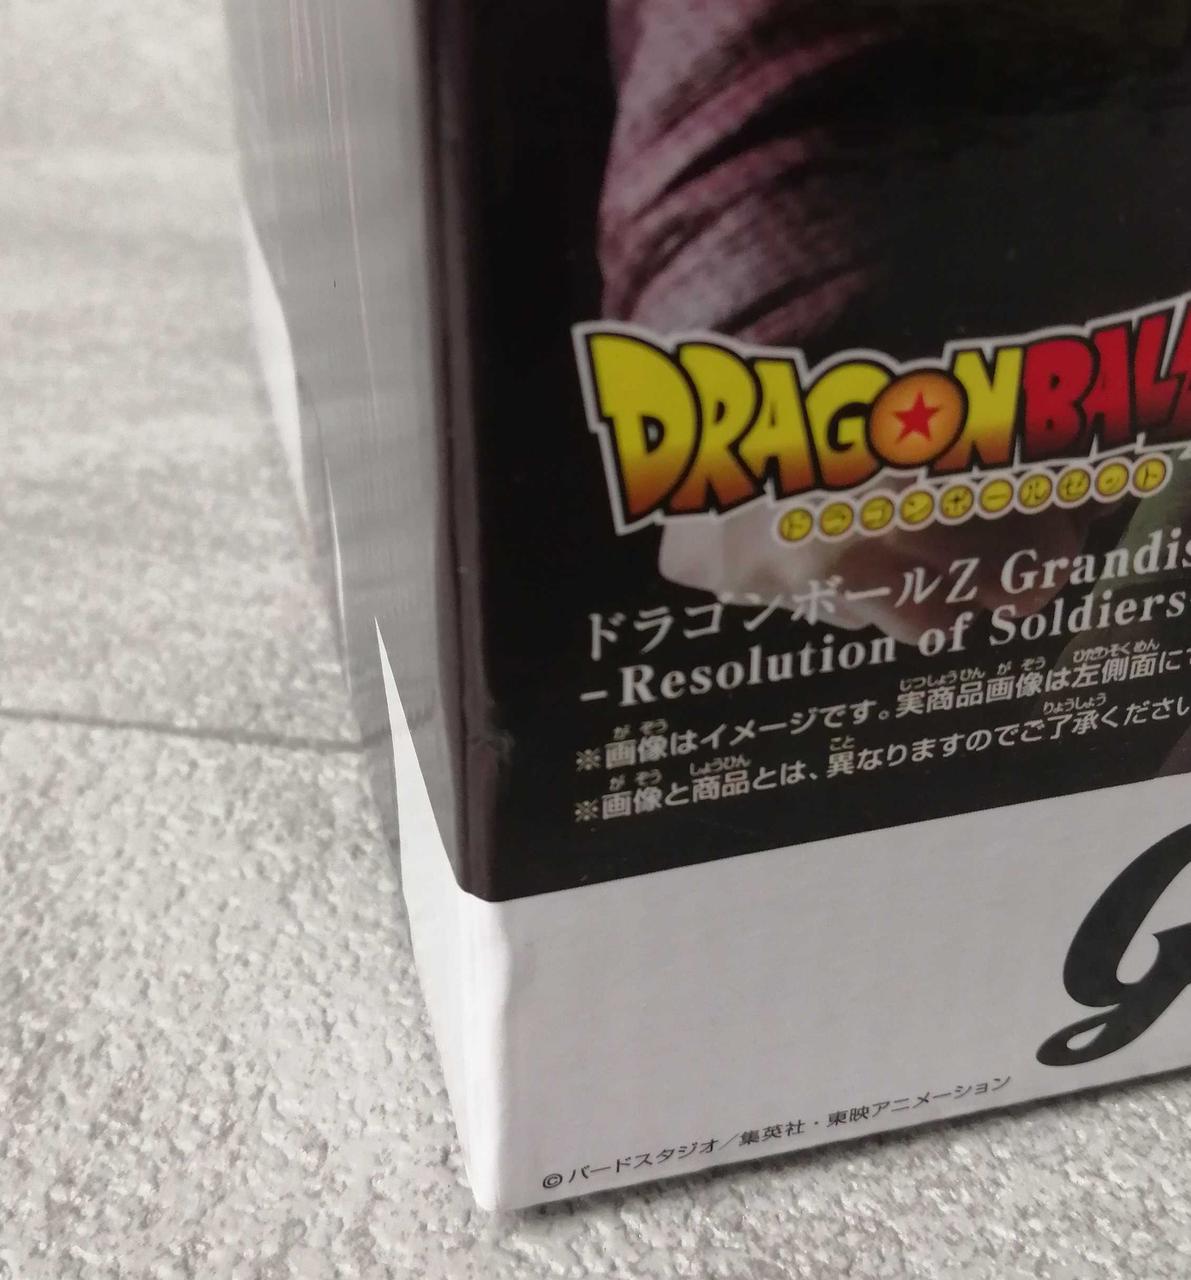 DRAGONBALL
ドラゴンボールゼット
ドラゴンボールZ Grandis
-Resolution of Soldiers-
※画像はイメージです。実商品画像は左側面に
※画像と商品とは、異なりますのでご了承ください
G
©バードスタジオ／集英社・東映アニメーション